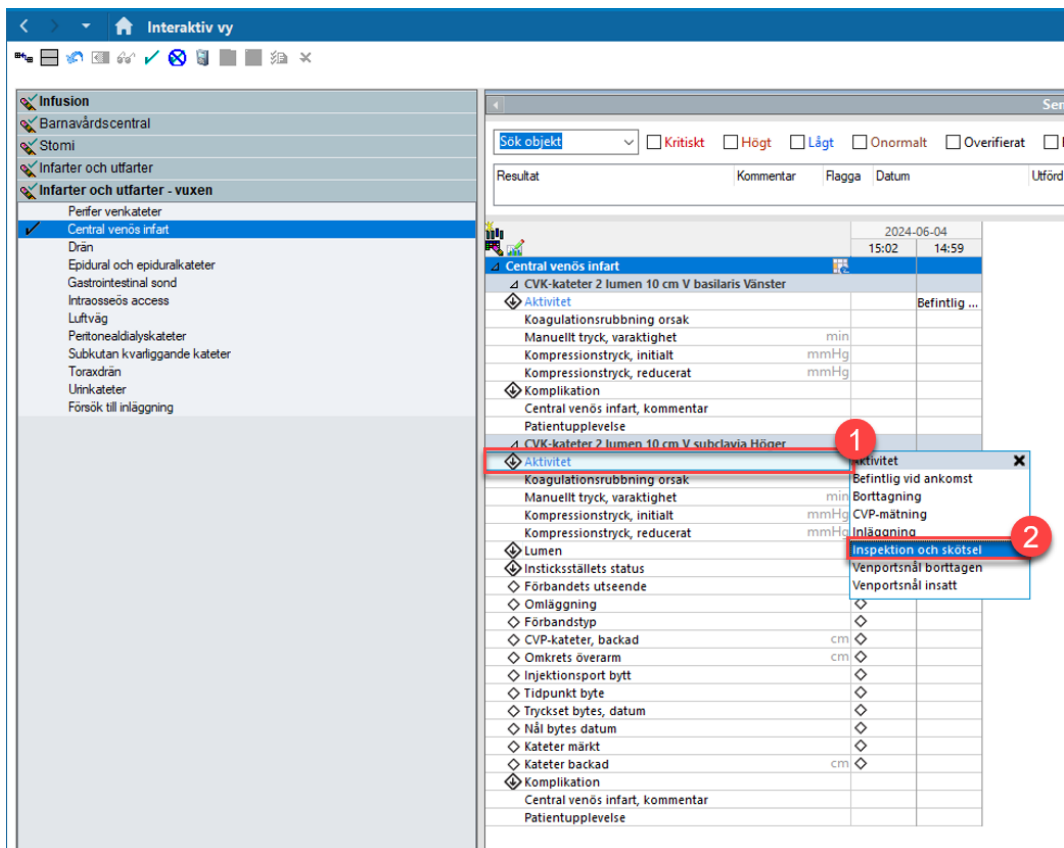 Interaktiv vy
Infusion
Barnavårdscentral
Stomi
Infarter och utfarter
Infarter och utfarter - vuxen
Perifer venkateter
Central venös infart
Drän
Epidural och epiduralkateter
Gastrointestinal sond
Intraosseös access
Luftväg
Peritonealdialyskateter
Subkutan kvarliggande kateter
Toraxdrän
Urinkateter
Försök till inläggning
Sen
Sök objekt Kritiskt Högt Lågt Onormalt Overifierat
Resultat Kommentar Flagga Datum Utförd
2024-06-04
15:02 14:59
Central venös infart
CVK-kateter 2 lumen 10 cm V basilaris Vänster
Aktivitet Befintlig ...
Koagulationsrubbning orsak
Manuellt tryck, varaktighet min
Kompressionstryck, initialt mmHg
Kompressionstryck, reducerat mmHg
Komplikation
Central venös infart, kommentar
Patientupplevelse
CVK-kateter 2 lumen 10 cm V subclavia Höger
1
Aktivitet
Koagulationsrubbning orsak
Manuellt tryck, varaktighet min
Kompressionstryck, initialt mmHg
Kompressionstryck, reducerat mmHg
Lumen
Insticksställets status
Förbandets utseende
Omläggning
Förbandstyp
CVP-kateter, backad cm
Omkrets överarm cm
Injektionsport bytt
Tidpunkt byte
Tryckset bytes, datum
Nål bytes datum
Kateter märkt
Kateter backad cm
Komplikation
Central venös infart, kommentar
Patientupplevelse
Aktivitet
Befintlig vid ankomst
Borttagning
CVP-mätning
Inläggning
2
Inspektion och skötsel
Venportsnål borttagen
Venportsnål insatt